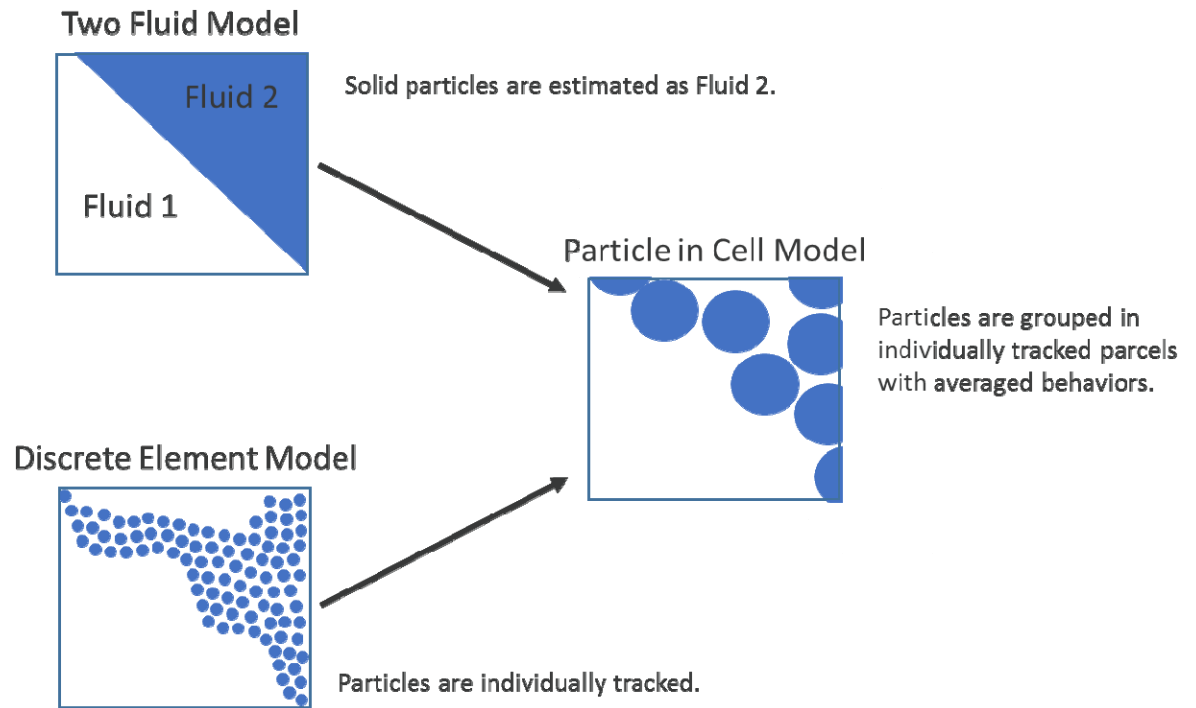 Two Fluid Model
Fluid 2
Solid particles are estimated as Fluid 2.
Fluid 1
Particle in Cell Model
Particles are grouped in
individually tracked parcels
with averaged behaviors.
Discrete Element Model
Particles are individually tracked.